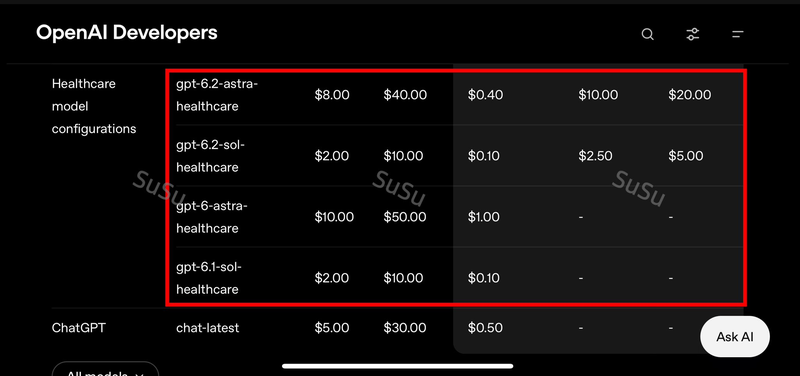 OpenAI Developers
Healthcare model configurations
gpt-6.2-astra-healthcare $8.00 $40.00 $0.40 $10.00 $20.00
gpt-6.2-sol-healthcare $2.00 $10.00 $0.10 $2.50 $5.00
gpt-6-astra-healthcare $10.00 $50.00 $1.00 - -
gpt-6.1-sol-healthcare $2.00 $10.00 $0.10 - -
ChatGPT chat-latest $5.00 $30.00 $0.50 - -
Ask AI
All models
SuSu SuSu SuSu